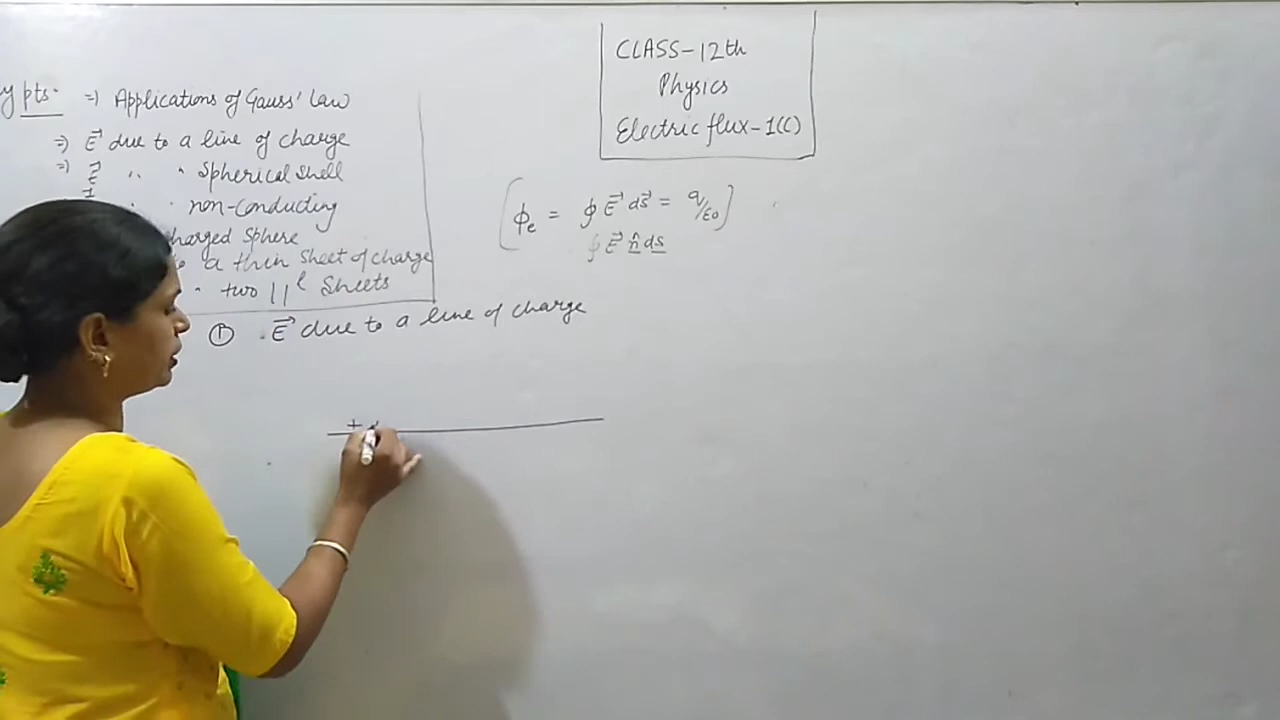 CLASS-12th
Physics
Electric flux-1(C)
pts. => Applications of Gauss' Law
=> E⃗ due to a line of charge
=> E⃗ " " Spherical Shell
" " non-conducting
charged Sphere
a thin Sheet of charge
" two ||l Sheets
ϕe = ∮ E⃗ ds⃗ = q/ε0
∮ E⃗ n̂ ds
① E⃗ due to a line of charge
+ +